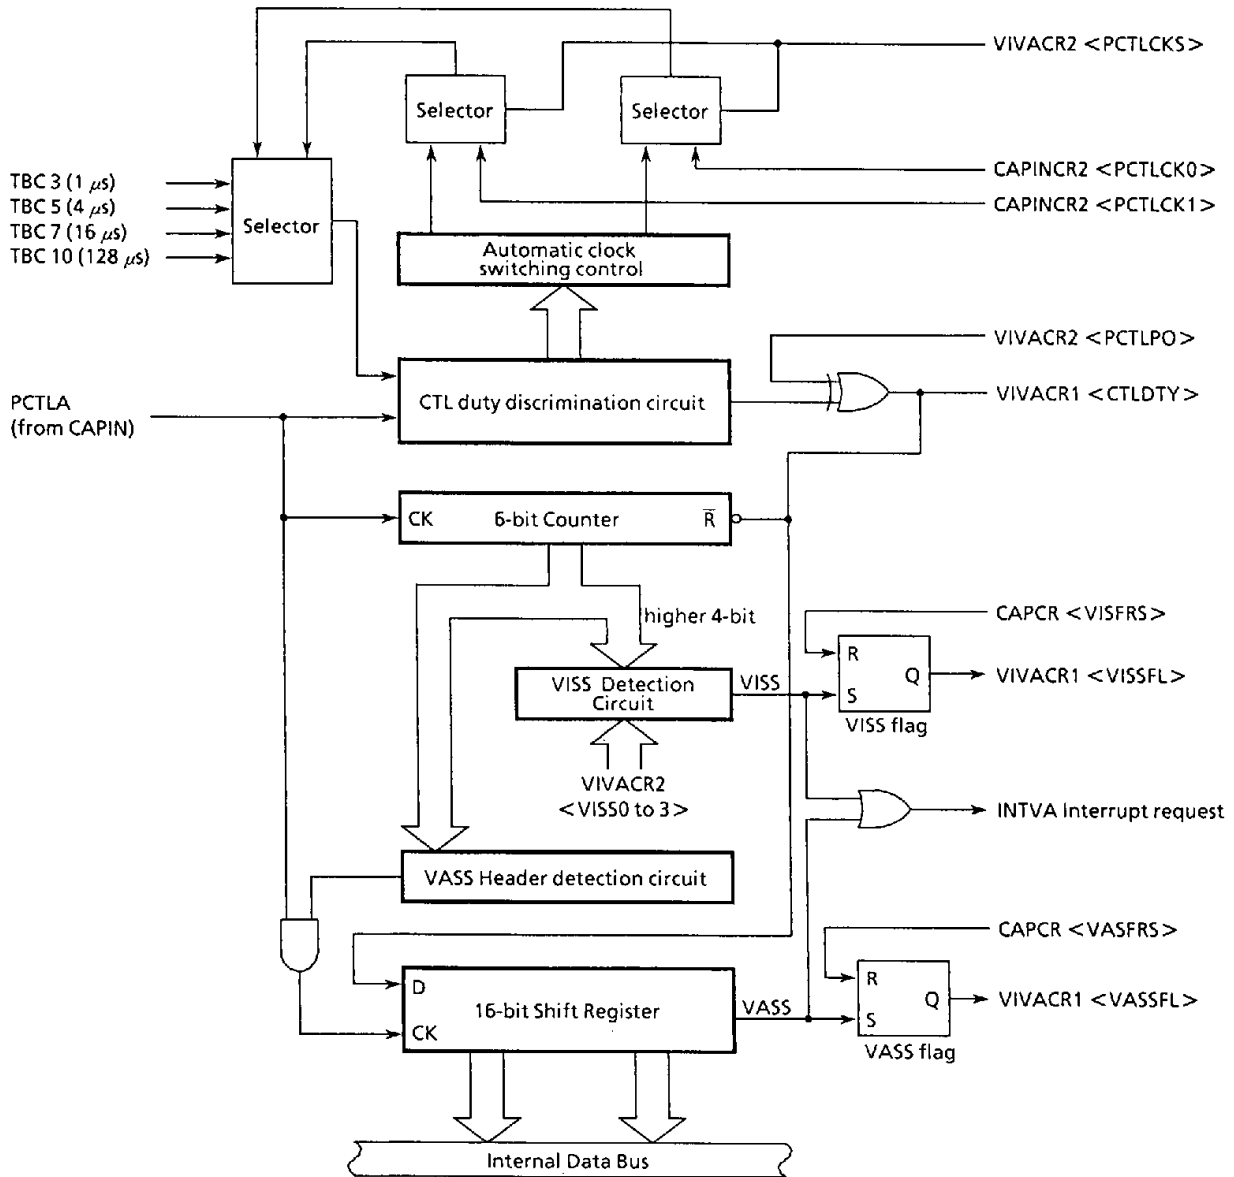 VIVACR2 <PCTLCKS>
Selector
Selector
CAPINCR2 <PCTLCK0>
CAPINCR2 <PCTLCK1>
TBC 3 (1 μs)
TBC 5 (4 μs)
TBC 7 (16 μs)
TBC 10 (128 μs)
Selector
Automatic clock
switching control
VIVACR2 <PCTLPO>
PCTLA
(from CAPIN)
CTL duty discrimination circuit
VIVACR1 <CTLDTY>
CK 6-bit Counter R̅
higher 4-bit
CAPCR <VISFRS>
VISS Detection
Circuit
VISS
R
S
Q
VIVACR1 <VISSFL>
VISS flag
VIVACR2
<VISS0 to 3>
INTVA Interrupt request
VASS Header detection circuit
CAPCR <VASFRS>
D
16-bit Shift Register
CK
VASS
R
S
Q
VIVACR1 <VASSFL>
VASS flag
Internal Data Bus